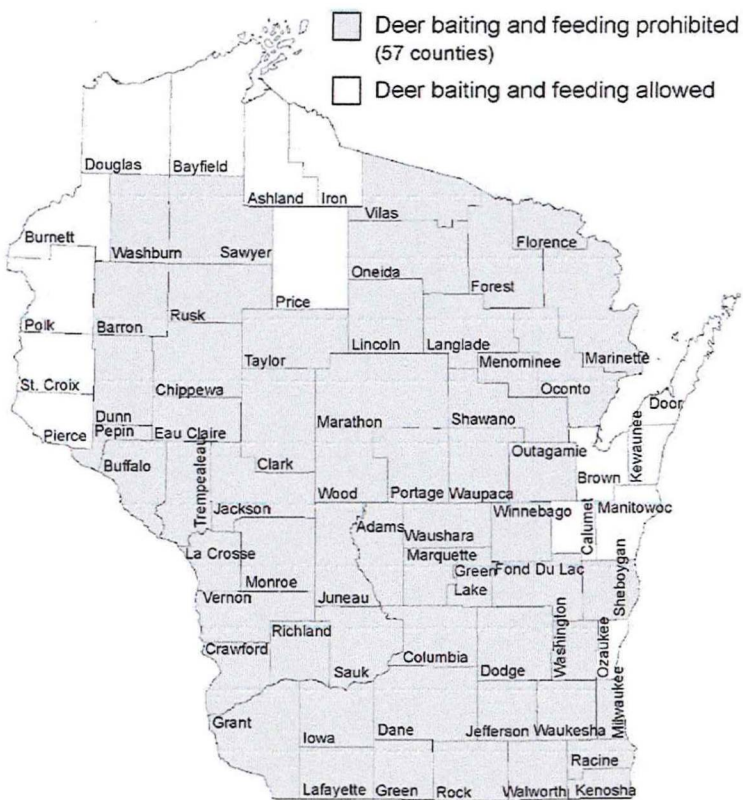 Deer baiting and feeding prohibited
(57 counties)
Deer baiting and feeding allowed
Douglas
Bayfield
Ashland
Iron
Vilas
Burnett
Washburn
Sawyer
Florence
Oneida
Forest
Price
Polk
Barron
Rusk
Taylor
Lincoln
Langlade
Menominee
Marinette
St. Croix
Chippewa
Oconto
Door
Dunn
Pierce
Pepin
Eau Claire
Marathon
Shawano
Kewaunee
Outagamie
Brown
Buffalo
Trempealeau
Clark
Jackson
Wood
Portage
Waupaca
Winnebago
Calumet
Manitowoc
Adams
Waushara
La Crosse
Marquette
Monroe
Green
Lake
Fond Du Lac
Sheboygan
Vernon
Juneau
Richland
Crawford
Sauk
Columbia
Dodge
Washington
Ozaukee
Milwaukee
Grant
Iowa
Dane
Jefferson
Waukesha
Racine
Lafayette
Green
Rock
Walworth
Kenosha